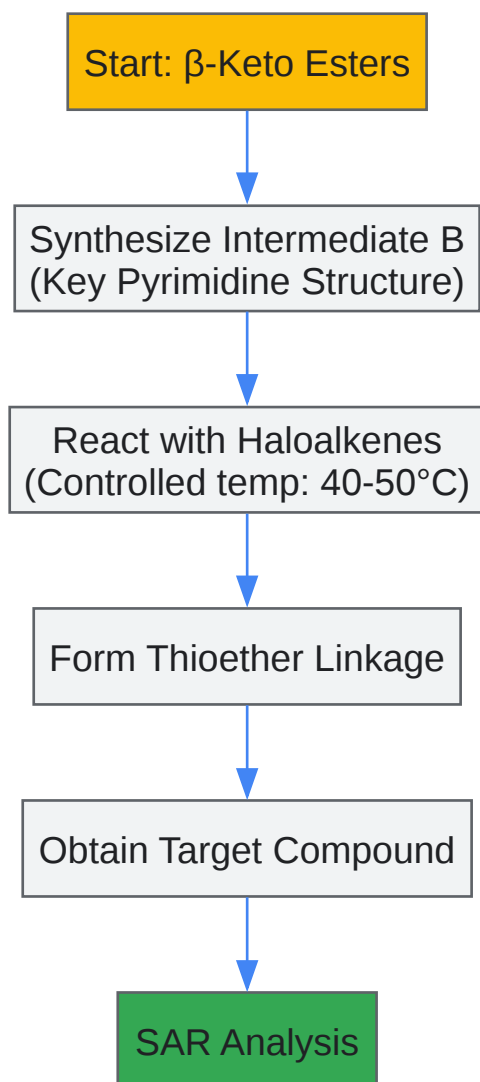 Start: β-Keto Esters
Synthesize Intermediate B
(Key Pyrimidine Structure)
React with Haloalkenes
(Controlled temp: 40-50°C)
Form Thioether Linkage
Obtain Target Compound
SAR Analysis